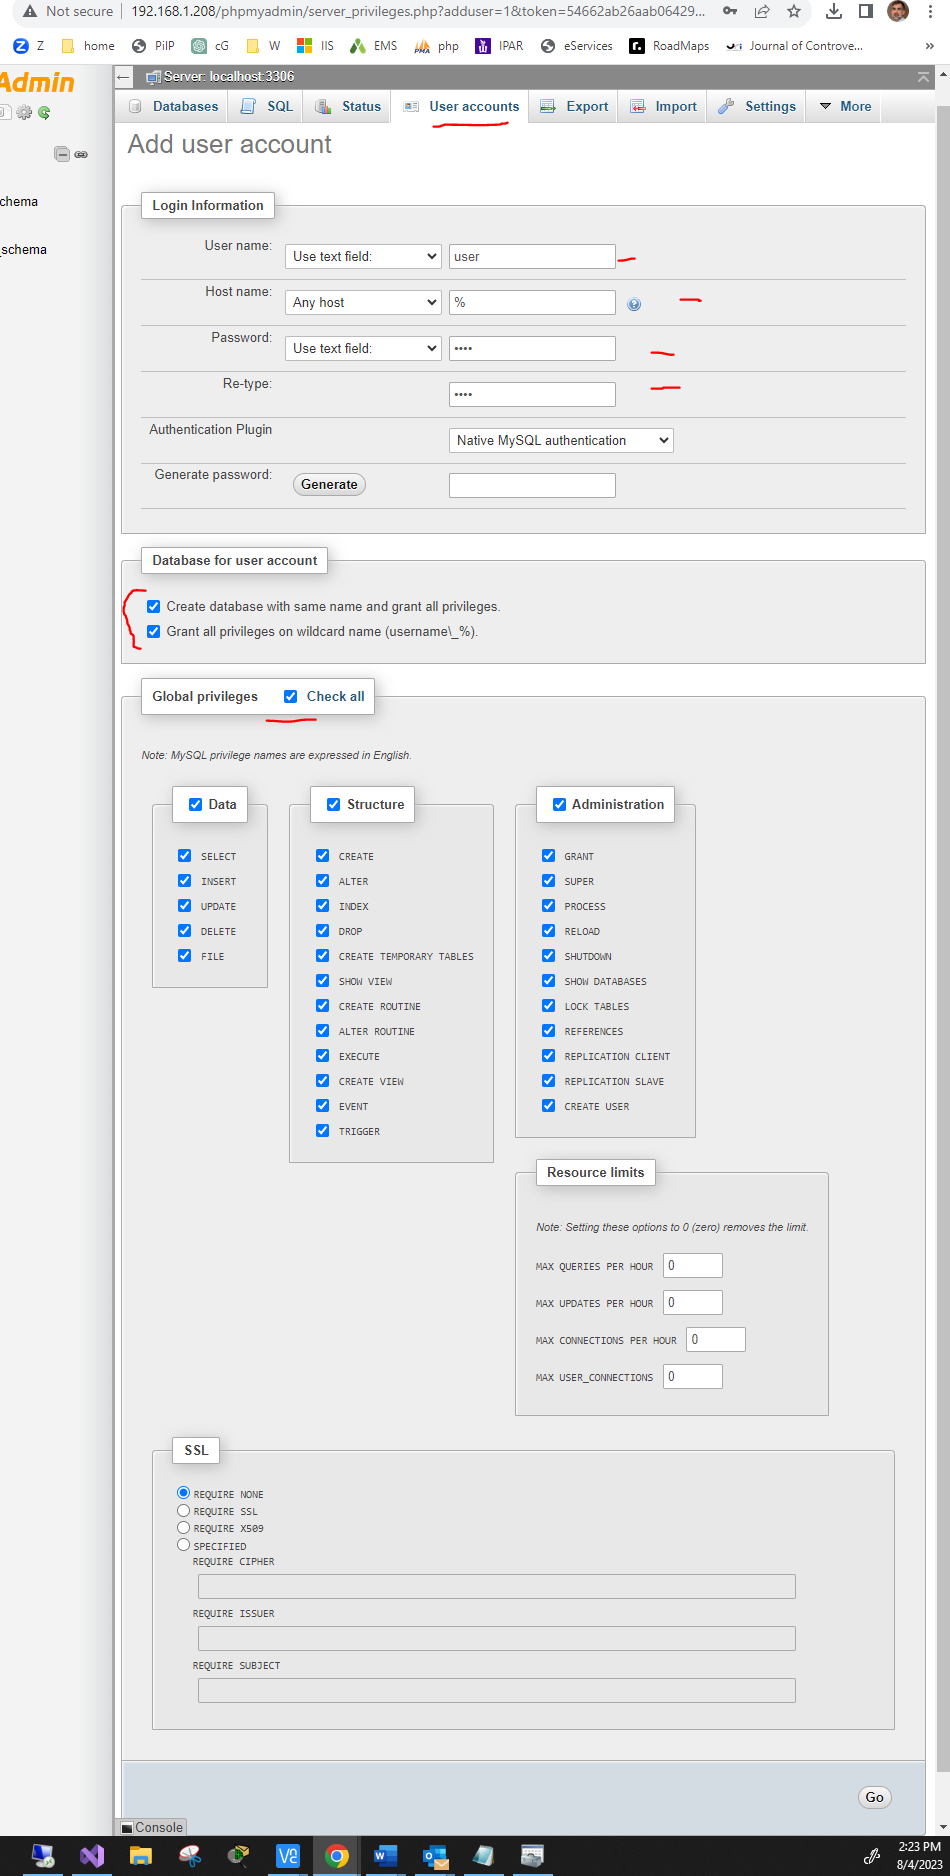 Not secure 192.168.1.208/phpmyadmin/server_privileges.php?adduser=1&token=54662ab26aab06429...
Z home PiIP cG W IIS EMS php IPAR eServices RoadMaps Journal of Controve... »
Admin
Server: localhost:3306
Databases SQL Status User accounts Export Import Settings More
Add user account
chema
_schema
Login Information
User name: Use text field: user
Host name: Any host %
Password: Use text field: ••••
Re-type: ••••
Authentication Plugin Native MySQL authentication
Generate password: Generate
Database for user account
Create database with same name and grant all privileges.
Grant all privileges on wildcard name (username\_%).
Global privileges Check all
Note: MySQL privilege names are expressed in English.
Data
SELECT
INSERT
UPDATE
DELETE
FILE
Structure
CREATE
ALTER
INDEX
DROP
CREATE TEMPORARY TABLES
SHOW VIEW
CREATE ROUTINE
ALTER ROUTINE
EXECUTE
CREATE VIEW
EVENT
TRIGGER
Administration
GRANT
SUPER
PROCESS
RELOAD
SHUTDOWN
SHOW DATABASES
LOCK TABLES
REFERENCES
REPLICATION CLIENT
REPLICATION SLAVE
CREATE USER
Resource limits
Note: Setting these options to 0 (zero) removes the limit.
MAX QUERIES PER HOUR 0
MAX UPDATES PER HOUR 0
MAX CONNECTIONS PER HOUR 0
MAX USER_CONNECTIONS 0
SSL
REQUIRE NONE
REQUIRE SSL
REQUIRE X509
SPECIFIED
REQUIRE CIPHER
REQUIRE ISSUER
REQUIRE SUBJECT
Go
Console
2:23 PM
8/4/2023